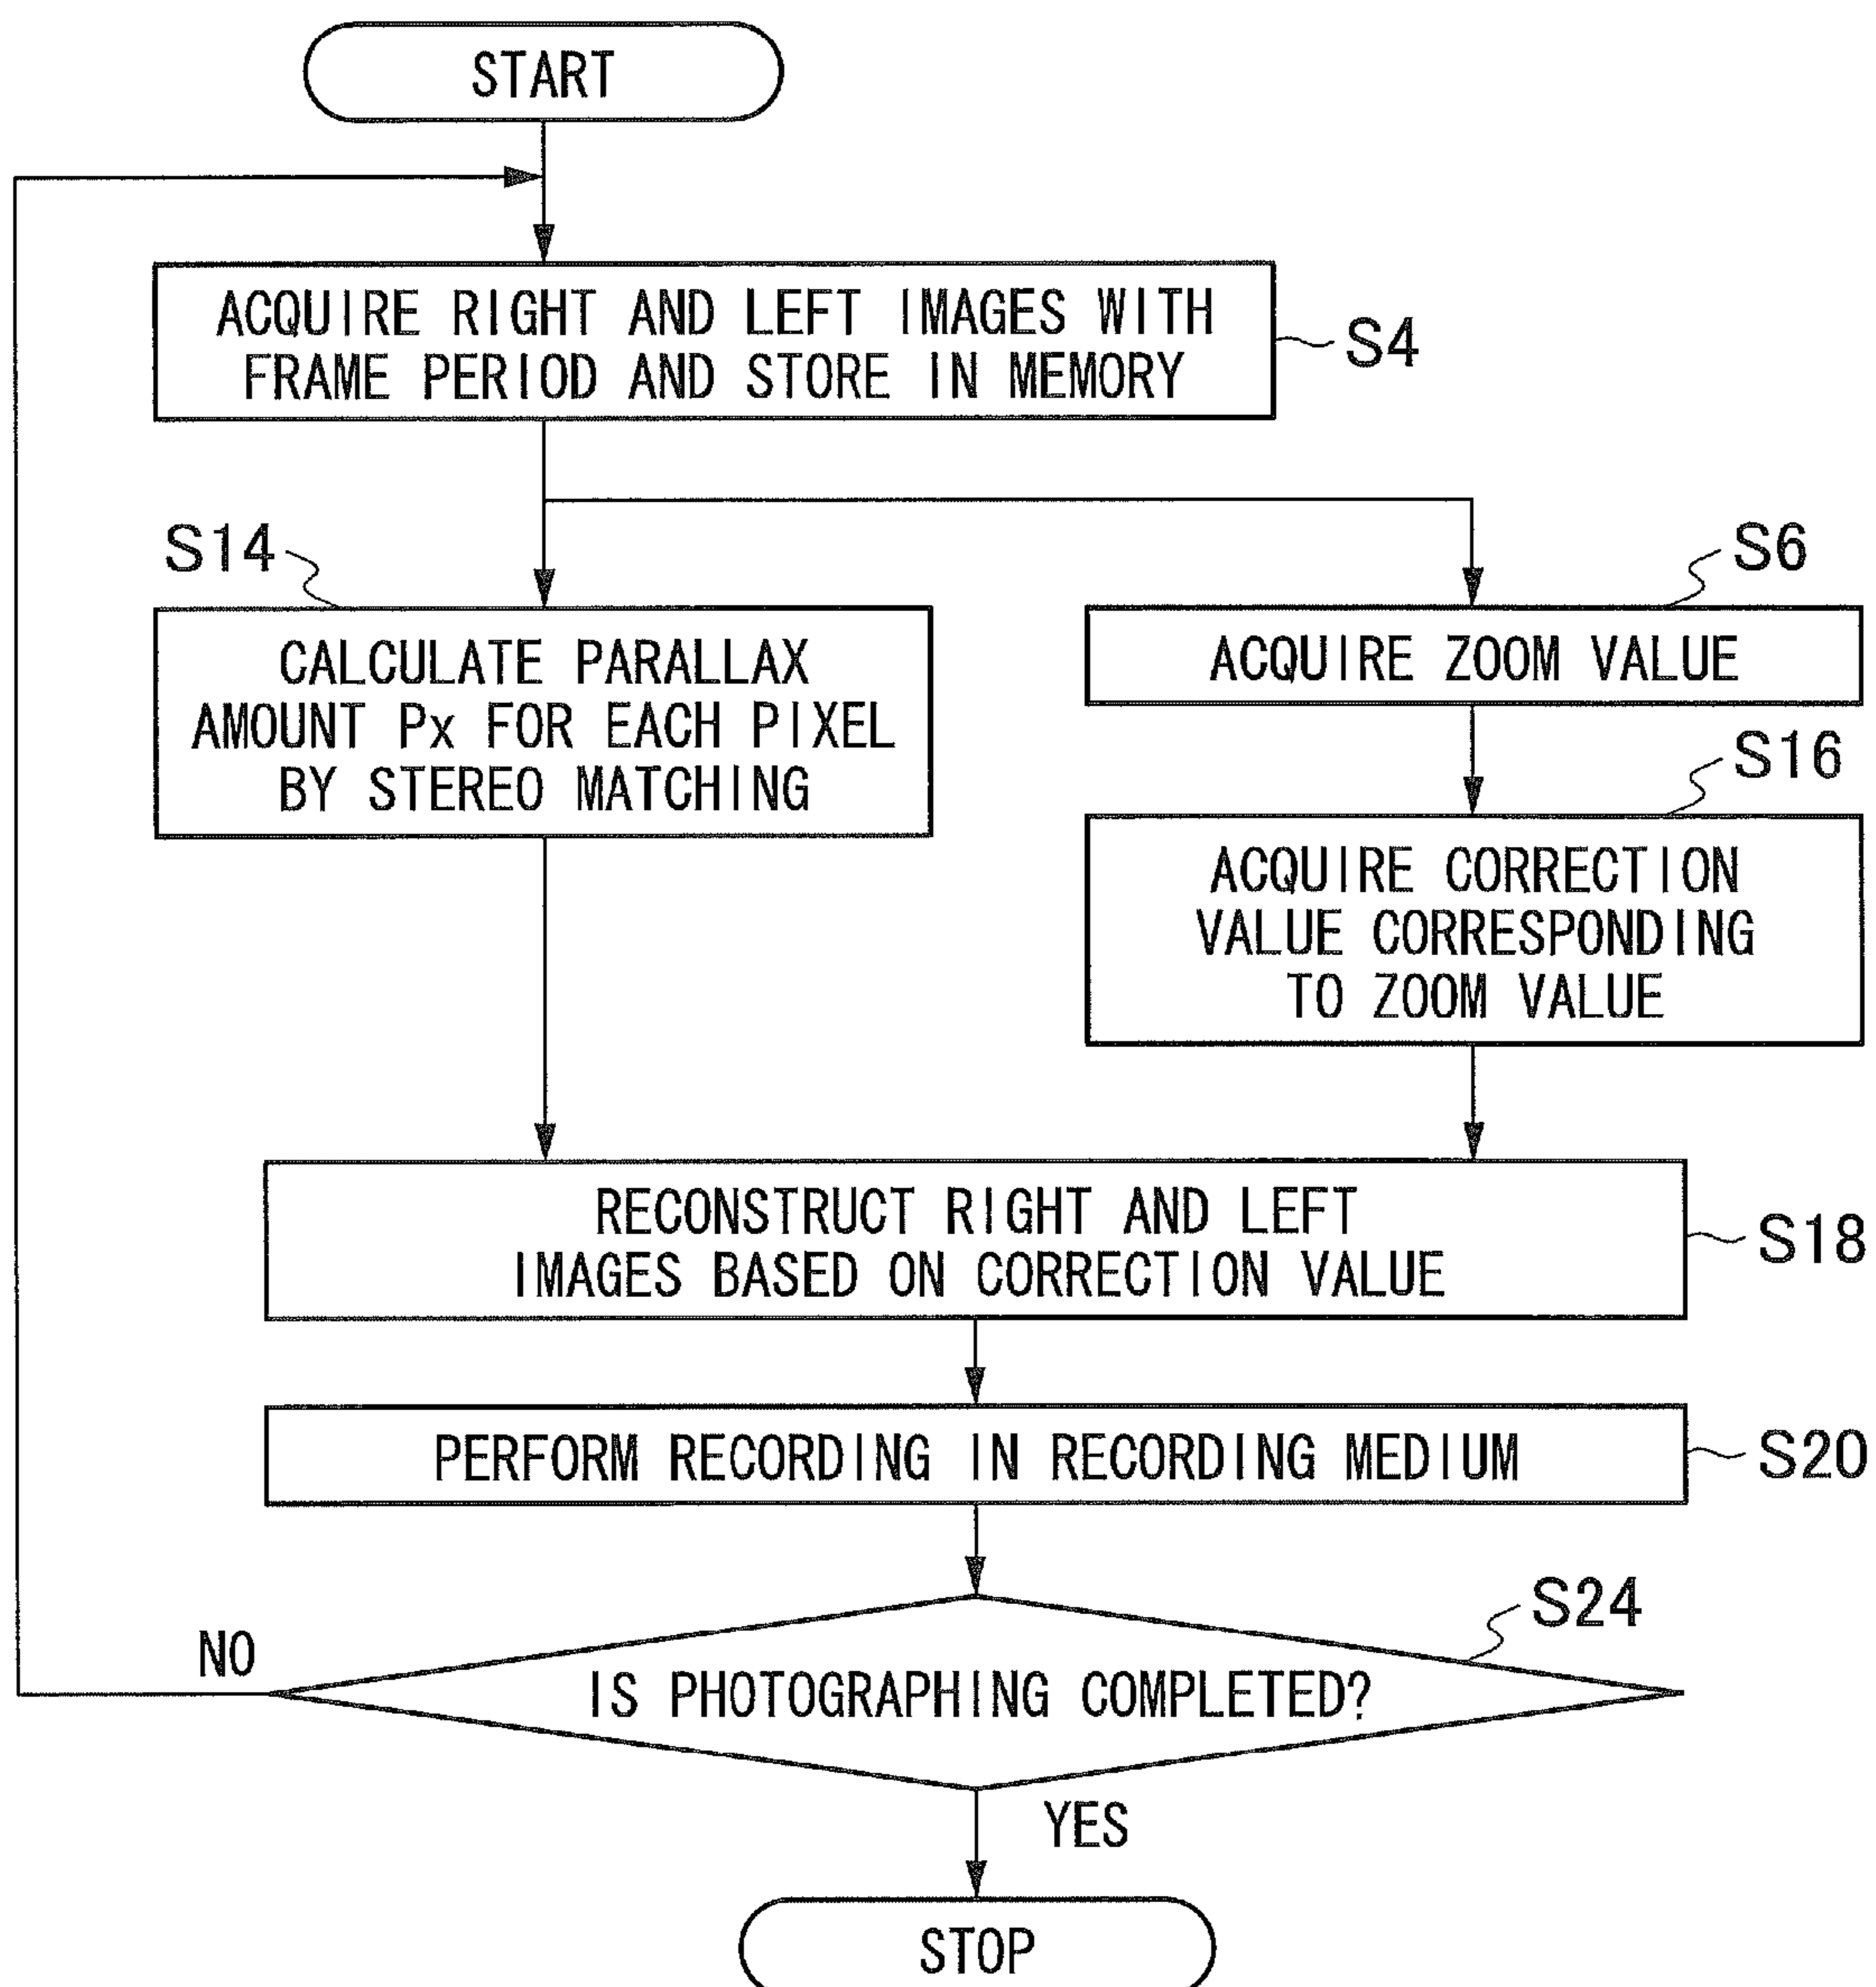 START
ACQUIRE RIGHT AND LEFT IMAGES WITH
FRAME PERIOD AND STORE IN MEMORY
S4
S14
CALCULATE PARALLAX
AMOUNT Px FOR EACH PIXEL
BY STEREO MATCHING
S6
ACQUIRE ZOOM VALUE
S16
ACQUIRE CORRECTION
VALUE CORRESPONDING
TO ZOOM VALUE
RECONSTRUCT RIGHT AND LEFT
IMAGES BASED ON CORRECTION VALUE
S18
PERFORM RECORDING IN RECORDING MEDIUM
S20
S24
NO
IS PHOTOGRAPHING COMPLETED?
YES
STOP